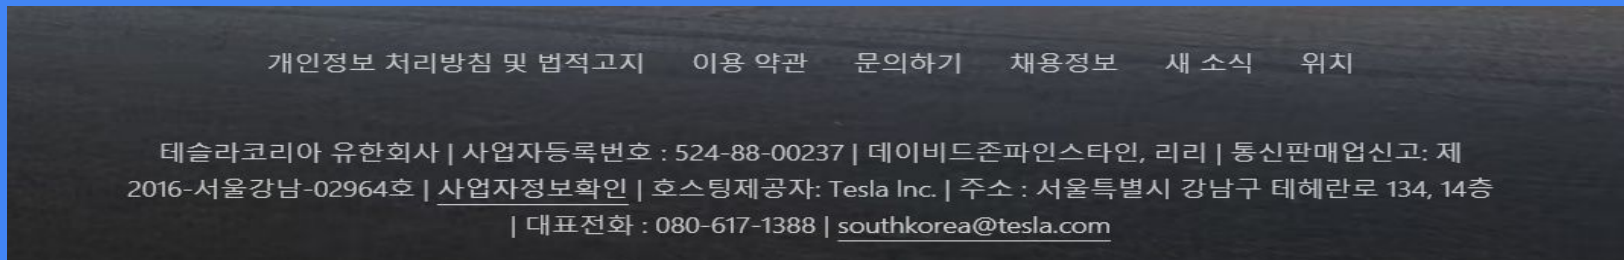 개인정보 처리방침 및 법적고지 이용 약관 문의하기 채용정보 새 소식 위치
테슬라코리아 유한회사 | 사업자등록번호 : 524-88-00237 | 데이비드존파인스타인, 리리 | 통신판매업신고: 제
2016-서울강남-02964호 | 사업자정보확인 | 호스팅제공자: Tesla Inc. | 주소 : 서울특별시 강남구 테헤란로 134, 14층
| 대표전화 : 080-617-1388 | southkorea@tesla.com